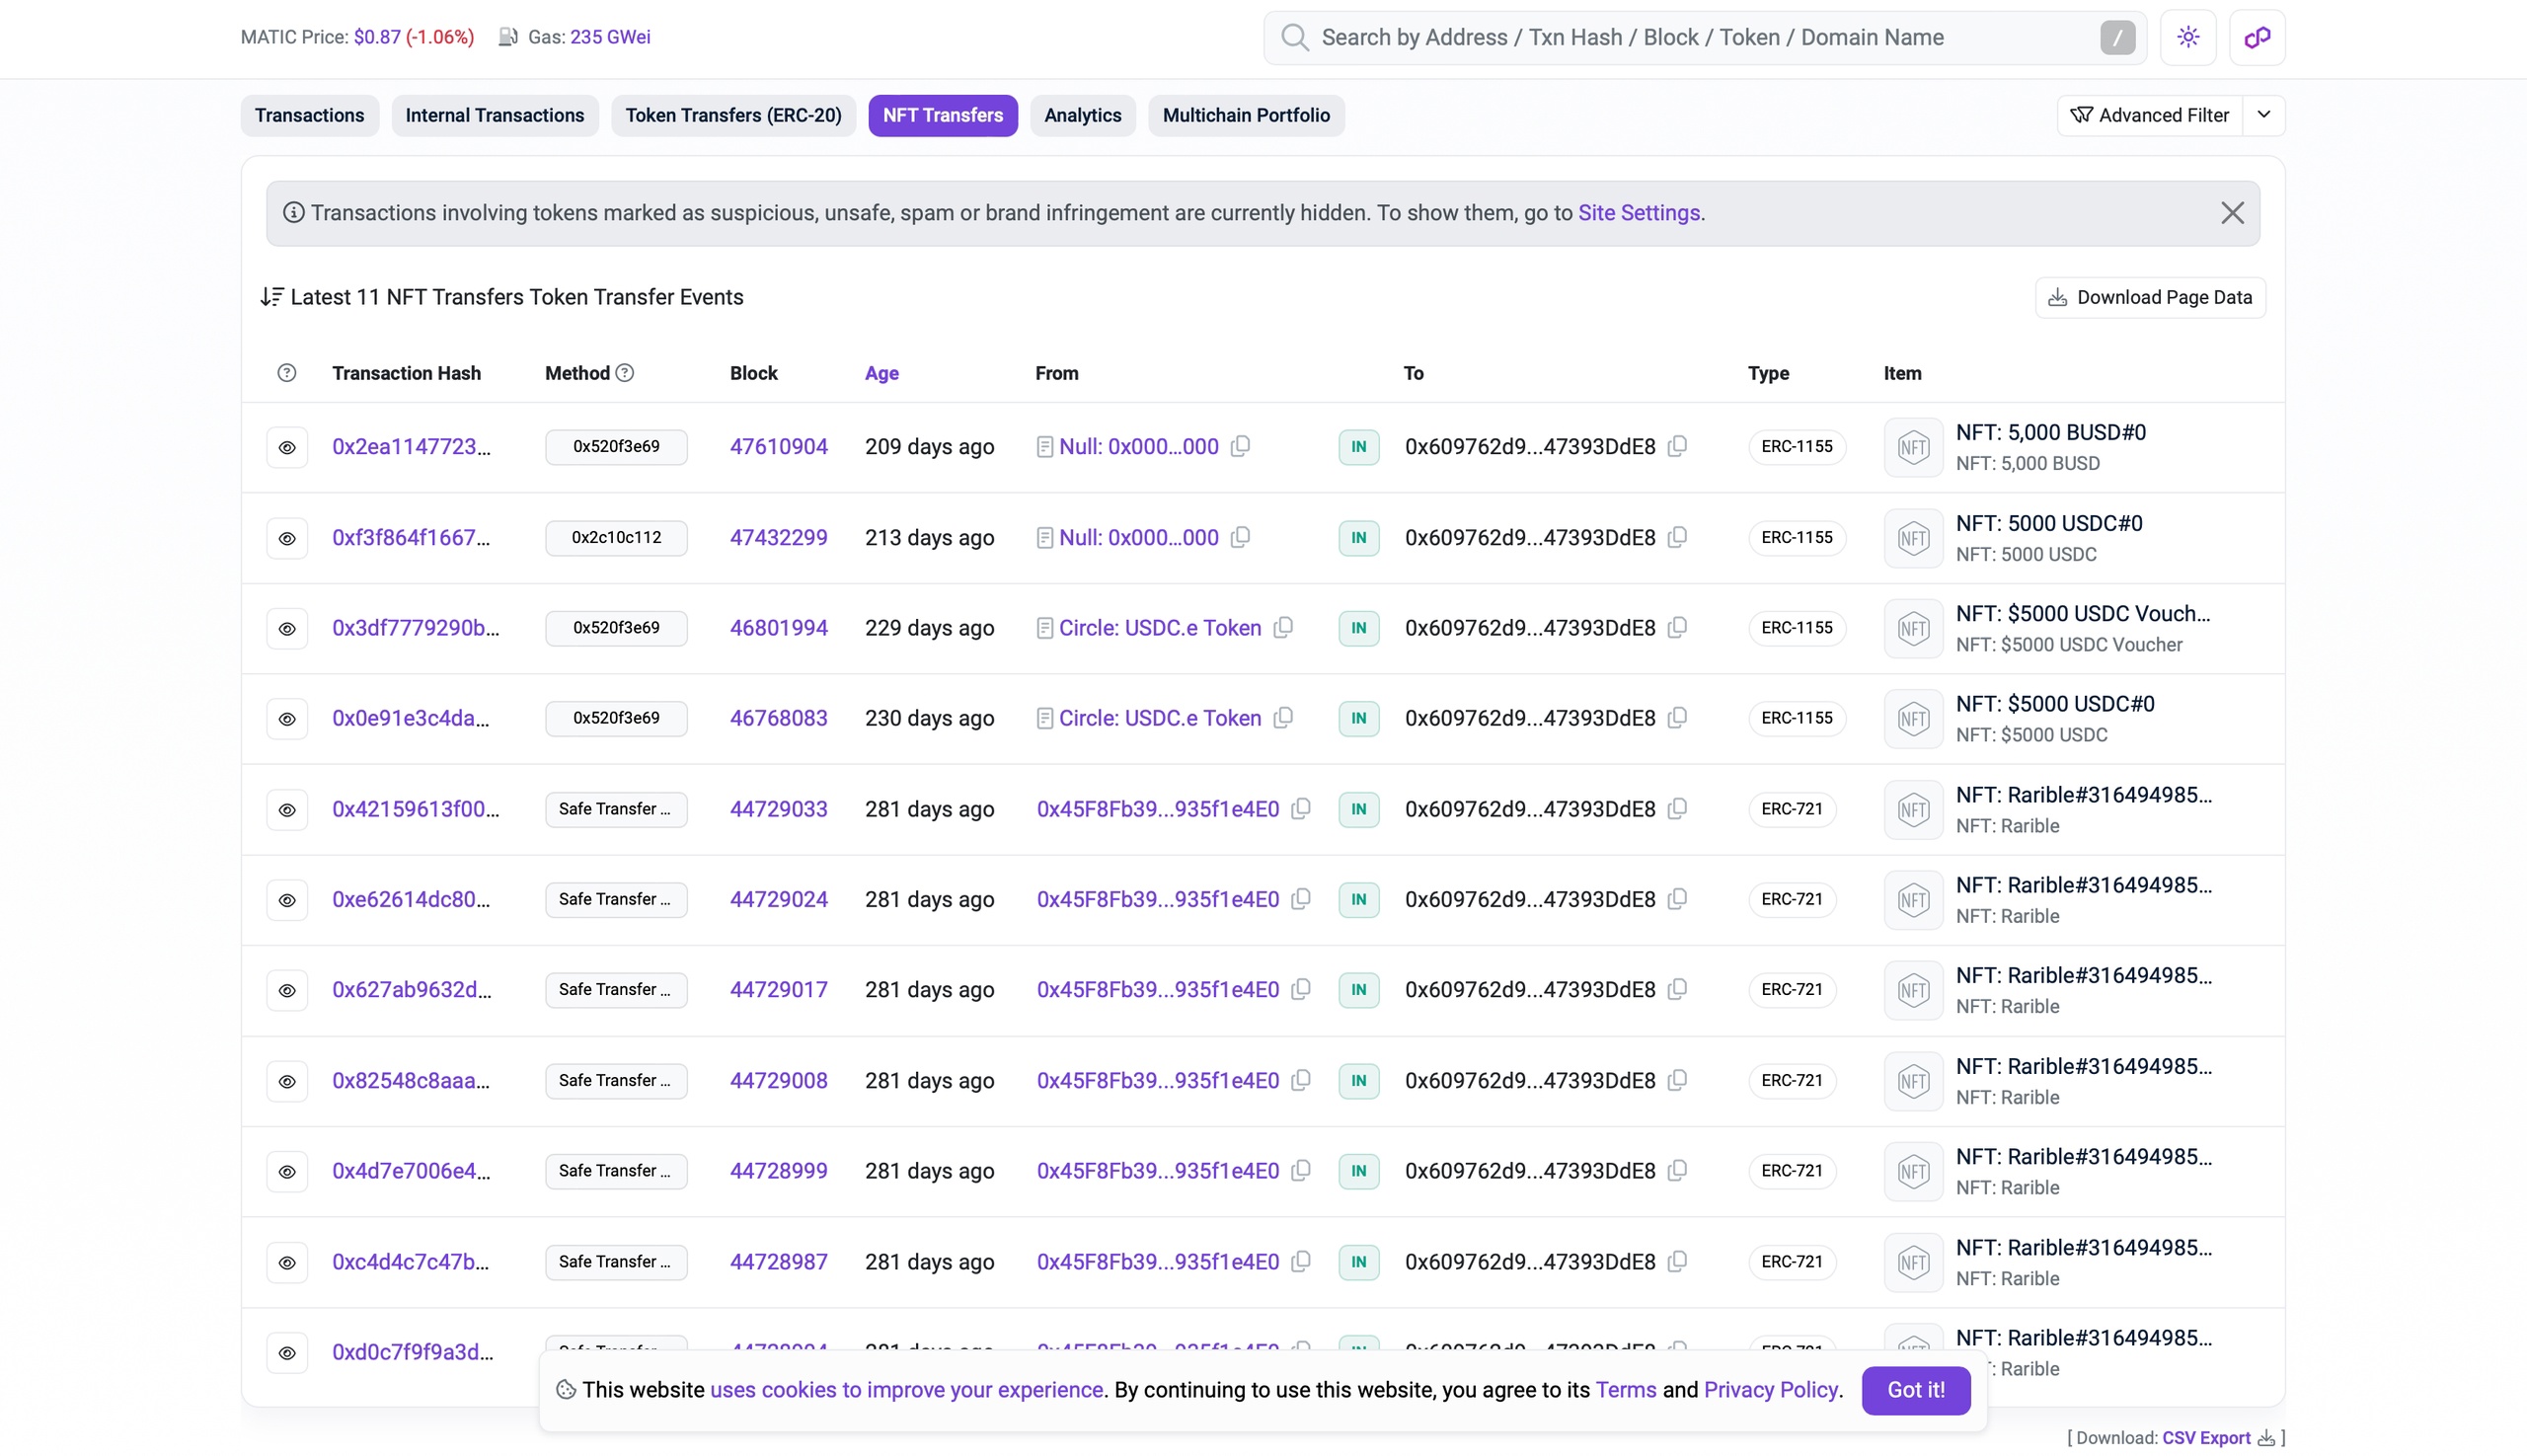 MATIC Price: $0.87 (-1.06%) Gas: 235 GWei
Search by Address / Txn Hash / Block / Token / Domain Name /
Transactions Internal Transactions Token Transfers (ERC-20) NFT Transfers Analytics Multichain Portfolio Advanced Filter
Transactions involving tokens marked as suspicious, unsafe, spam or brand infringement are currently hidden. To show them, go to Site Settings.
Latest 11 NFT Transfers Token Transfer Events Download Page Data
Transaction Hash Method Block Age From To Type Item
0x2ea1147723... 0x520f3e69 47610904 209 days ago Null: 0x000...000 IN 0x609762d9...47393DdE8 ERC-1155 NFT NFT: 5,000 BUSD#0
NFT: 5,000 BUSD
0xf3f864f1667... 0x2c10c112 47432299 213 days ago Null: 0x000...000 IN 0x609762d9...47393DdE8 ERC-1155 NFT NFT: 5000 USDC#0
NFT: 5000 USDC
0x3df7779290b... 0x520f3e69 46801994 229 days ago Circle: USDC.e Token IN 0x609762d9...47393DdE8 ERC-1155 NFT NFT: $5000 USDC Vouch...
NFT: $5000 USDC Voucher
0x0e91e3c4da... 0x520f3e69 46768083 230 days ago Circle: USDC.e Token IN 0x609762d9...47393DdE8 ERC-1155 NFT NFT: $5000 USDC#0
NFT: $5000 USDC
0x42159613f00... Safe Transfer ... 44729033 281 days ago 0x45F8Fb39...935f1e4E0 IN 0x609762d9...47393DdE8 ERC-721 NFT NFT: Rarible#316494985...
NFT: Rarible
0xe62614dc80... Safe Transfer ... 44729024 281 days ago 0x45F8Fb39...935f1e4E0 IN 0x609762d9...47393DdE8 ERC-721 NFT NFT: Rarible#316494985...
NFT: Rarible
0x627ab9632d... Safe Transfer ... 44729017 281 days ago 0x45F8Fb39...935f1e4E0 IN 0x609762d9...47393DdE8 ERC-721 NFT NFT: Rarible#316494985...
NFT: Rarible
0x82548c8aaa... Safe Transfer ... 44729008 281 days ago 0x45F8Fb39...935f1e4E0 IN 0x609762d9...47393DdE8 ERC-721 NFT NFT: Rarible#316494985...
NFT: Rarible
0x4d7e7006e4... Safe Transfer ... 44728999 281 days ago 0x45F8Fb39...935f1e4E0 IN 0x609762d9...47393DdE8 ERC-721 NFT NFT: Rarible#316494985...
NFT: Rarible
0xc4d4c7c47b... Safe Transfer ... 44728987 281 days ago 0x45F8Fb39...935f1e4E0 IN 0x609762d9...47393DdE8 ERC-721 NFT NFT: Rarible#316494985...
NFT: Rarible
0xd0c7f9f9a3d... NFT: Rarible#316494985...
Rarible
This website uses cookies to improve your experience. By continuing to use this website, you agree to its Terms and Privacy Policy. Got it!
[ Download: CSV Export ]